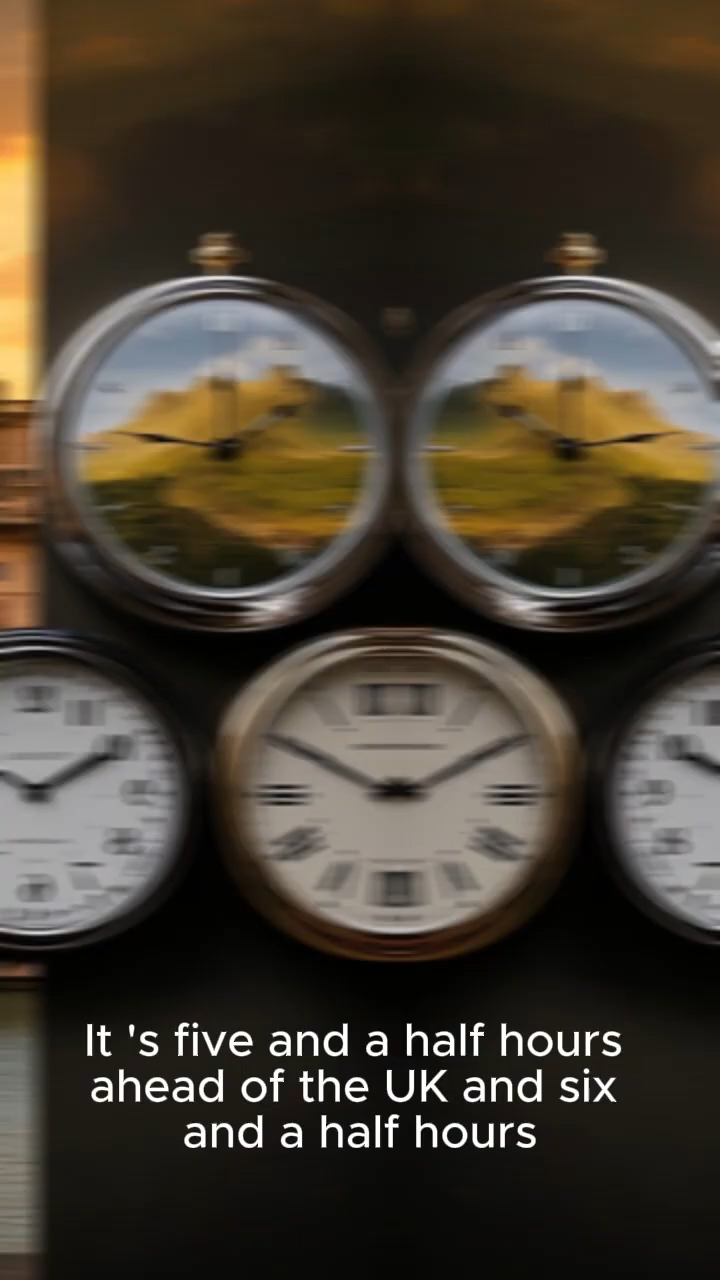 It 's five and a half hours
ahead of the UK and six
and a half hours